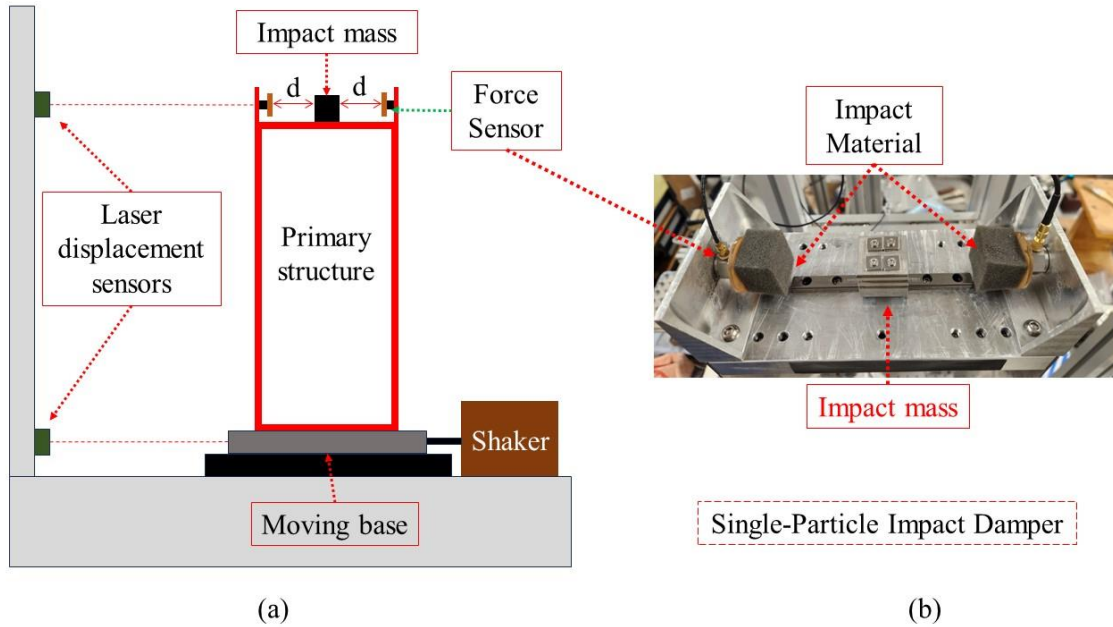 Impact mass
d
d
Force
Sensor
Impact
Material
Laser
displacement
sensors
Primary
structure
Impact mass
Shaker
Moving base
Single-Particle Impact Damper
(a)
(b)